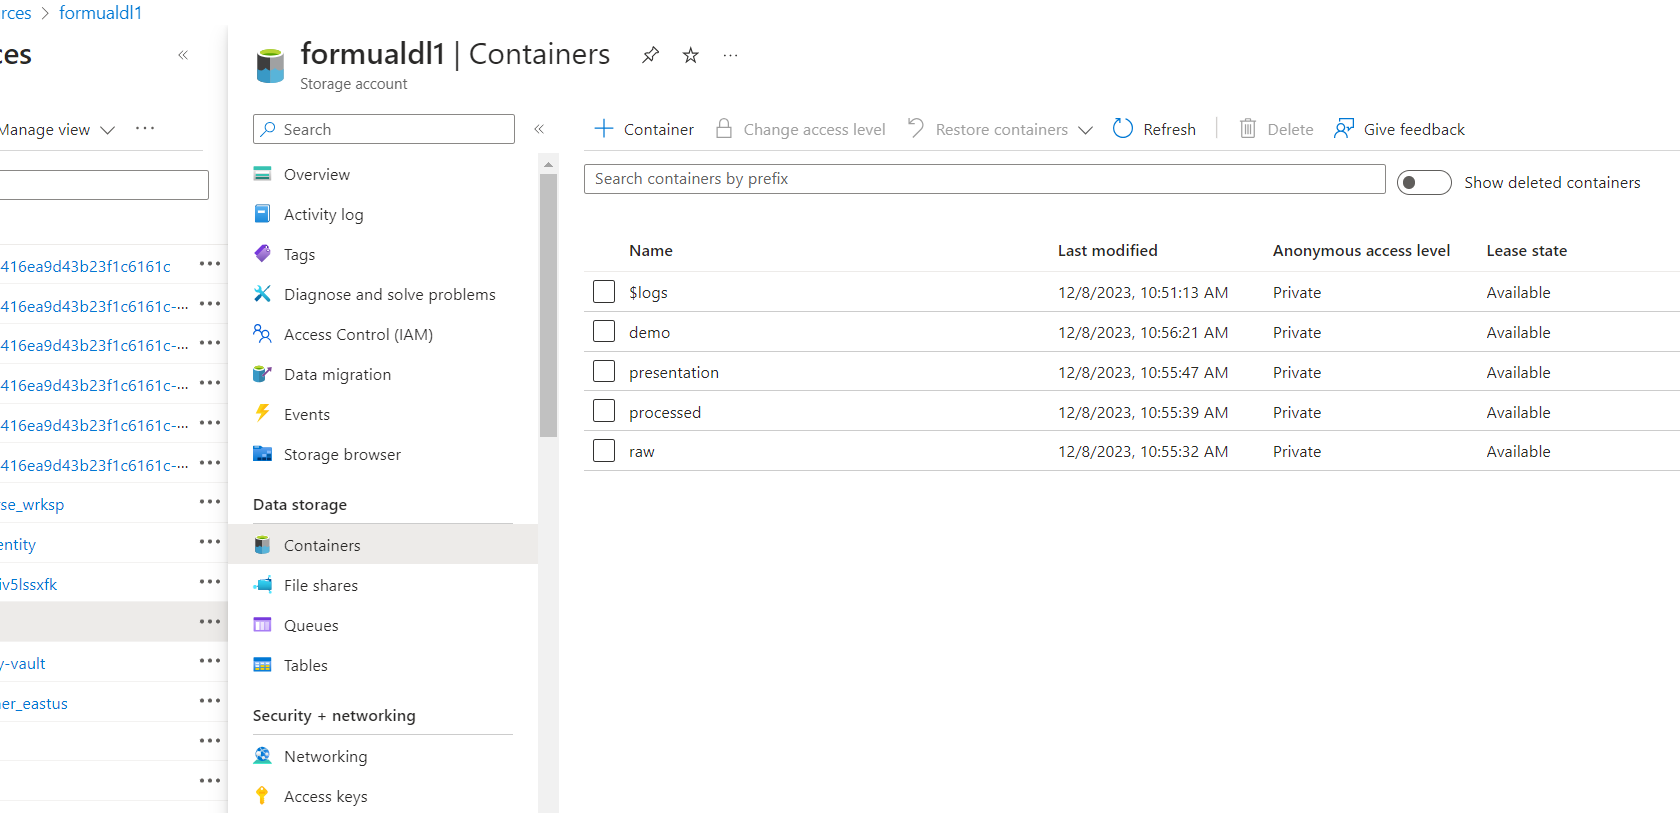 rces > formualdl1
ces «
Manage view ...
416ea9d43b23f1c6161c ...
416ea9d43b23f1c6161c-... ...
416ea9d43b23f1c6161c-... ...
416ea9d43b23f1c6161c-... ...
416ea9d43b23f1c6161c-... ...
416ea9d43b23f1c6161c-... ...
se_wrksp ...
entity ...
iv5lssxfk ...
y-vault ...
er_eastus ...
formualdl1 | Containers ...
Storage account
Search «
Overview
Activity log
Tags
Diagnose and solve problems
Access Control (IAM)
Data migration
Events
Storage browser
Data storage
Containers
File shares
Queues
Tables
Security + networking
Networking
Access keys
+ Container Change access level Restore containers Refresh | Delete Give feedback
Search containers by prefix Show deleted containers
Name Last modified Anonymous access level Lease state
$logs 12/8/2023, 10:51:13 AM Private Available
demo 12/8/2023, 10:56:21 AM Private Available
presentation 12/8/2023, 10:55:47 AM Private Available
processed 12/8/2023, 10:55:39 AM Private Available
raw 12/8/2023, 10:55:32 AM Private Available